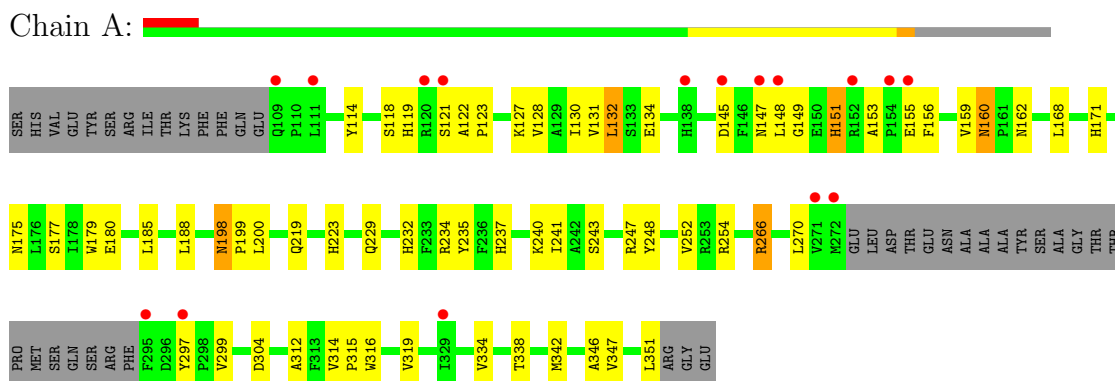 Chain A:
SER HIS VAL GLU TYR SER ARG ILE THR LYS PHE PHE GLN GLU Q109 P110 L111 Y114 S118 H119 R120 S121 A122 P123 K127 V128 A129 I130 V131 L132 S133 E134 H138 D145 F146 N147 L148 G149 E150 H151 R152 A153 P154 E155 F156 V159 N160 P161 N162 L168 H171
N175 L176 S177 I178 W179 E180 L185 L188 N198 P199 L200 Q219 H223 Q229 H232 F233 R234 Y235 F236 H237 K240 I241 A242 S243 R247 Y248 V252 R253 R254 R266 L270 V271 M272 GLU LEU ASP THR GLU ASN ALA ALA ALA TYR SER ALA GLY THR THR
PRO MET SER GLN SER ARG PHE F295 D296 Y297 P298 V299 D304 A312 F313 V314 P315 W316 V319 I329 V334 T338 M342 A346 V347 L351 ARG GLY GLU